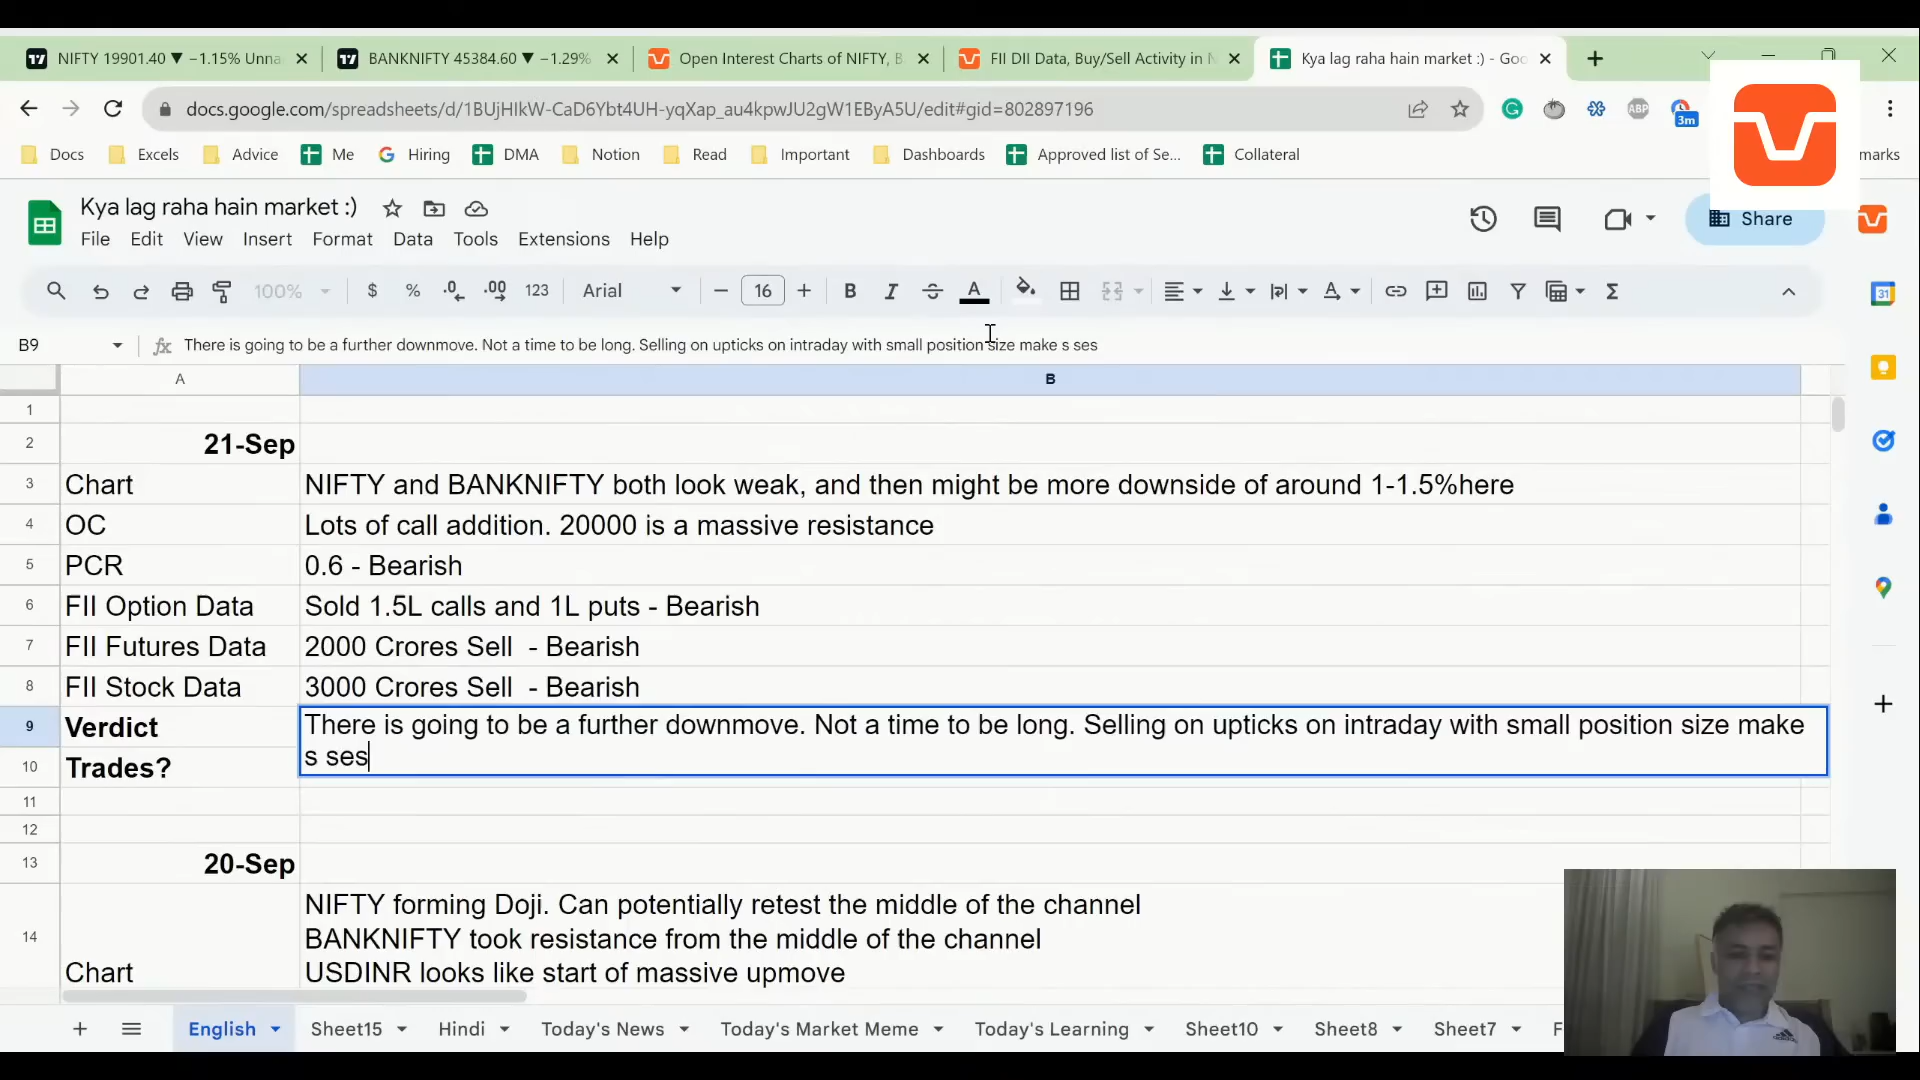 NIFTY 19901.40 ▼ −1.15% Unna
BANKNIFTY 45384.60 ▼ −1.29%
Open Interest Charts of NIFTY, B
FII DII Data, Buy/Sell Activity in N
Kya lag raha hain market :) - Goo
docs.google.com/spreadsheets/d/1BUjHIkW-CaD6Ybt4UH-yqXap_au4kpwJU2gW1EByA5U/edit#gid=802897196
ABP
3m
Docs Excels Advice Me Hiring DMA Notion Read Important Dashboards Approved list of Se... Collateral marks
Kya lag raha hain market :)
File Edit View Insert Format Data Tools Extensions Help
Share
100% $ % .0 .00 123 Arial − 16 + B I S A Σ
31
B9 fx There is going to be a further downmove. Not a time to be long. Selling on upticks on intraday with small position size make s ses
A B
1
2 21-Sep
3 Chart NIFTY and BANKNIFTY both look weak, and then might be more downside of around 1-1.5%here
4 OC Lots of call addition. 20000 is a massive resistance
5 PCR 0.6 - Bearish
6 FII Option Data Sold 1.5L calls and 1L puts - Bearish
7 FII Futures Data 2000 Crores Sell - Bearish
8 FII Stock Data 3000 Crores Sell - Bearish
9 Verdict There is going to be a further downmove. Not a time to be long. Selling on upticks on intraday with small position size make
s ses
10 Trades?
11
12
13 20-Sep
NIFTY forming Doji. Can potentially retest the middle of the channel
14 BANKNIFTY took resistance from the middle of the channel
Chart USDINR looks like start of massive upmove
English Sheet15 Hindi Today's News Today's Market Meme Today's Learning Sheet10 Sheet8 Sheet7 F